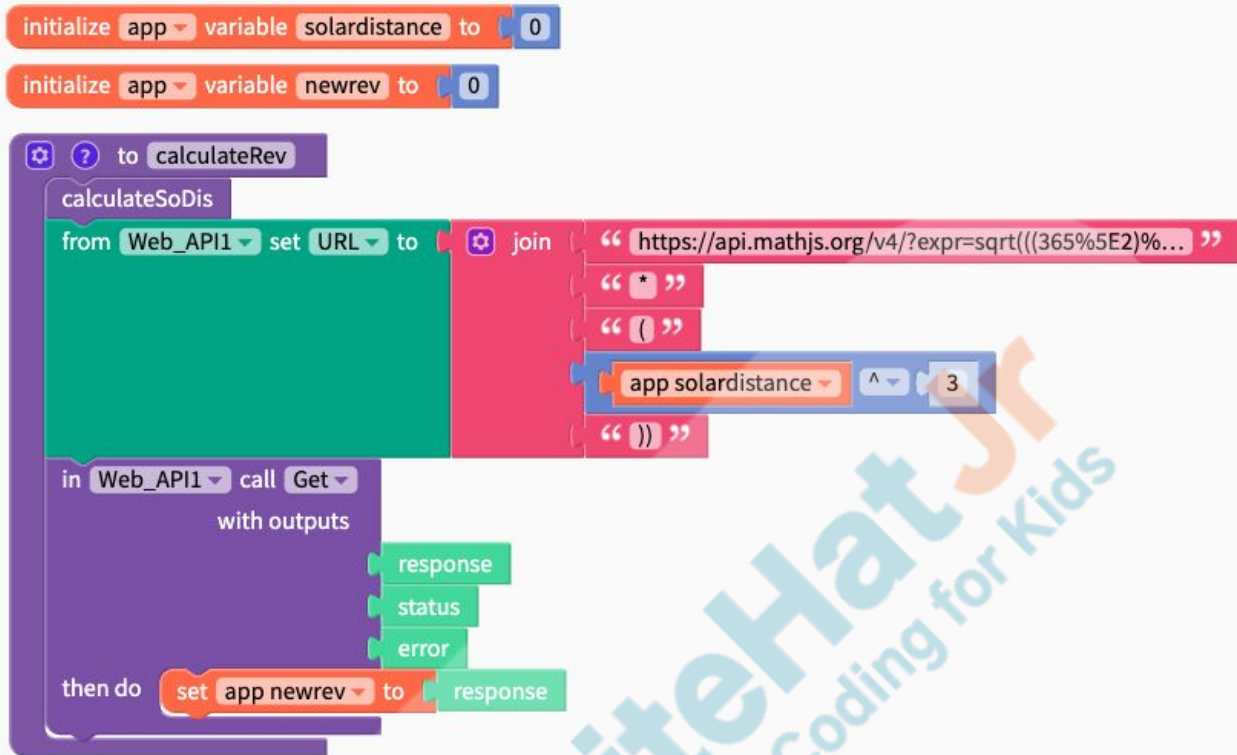 initialize app variable solardistance to 0
initialize app variable newrev to 0
? to calculateRev
calculateSoDis
from Web_API1 set URL to join “ https://api.mathjs.org/v4/?expr=sqrt(((365%5E2)%... ”
“ * ”
“ ( ”
app solardistance ^ 3
“ )) ”
in Web_API1 call Get
with outputs
response
status
error
then do set app newrev to response
iteHat Jr
Coding for Kids